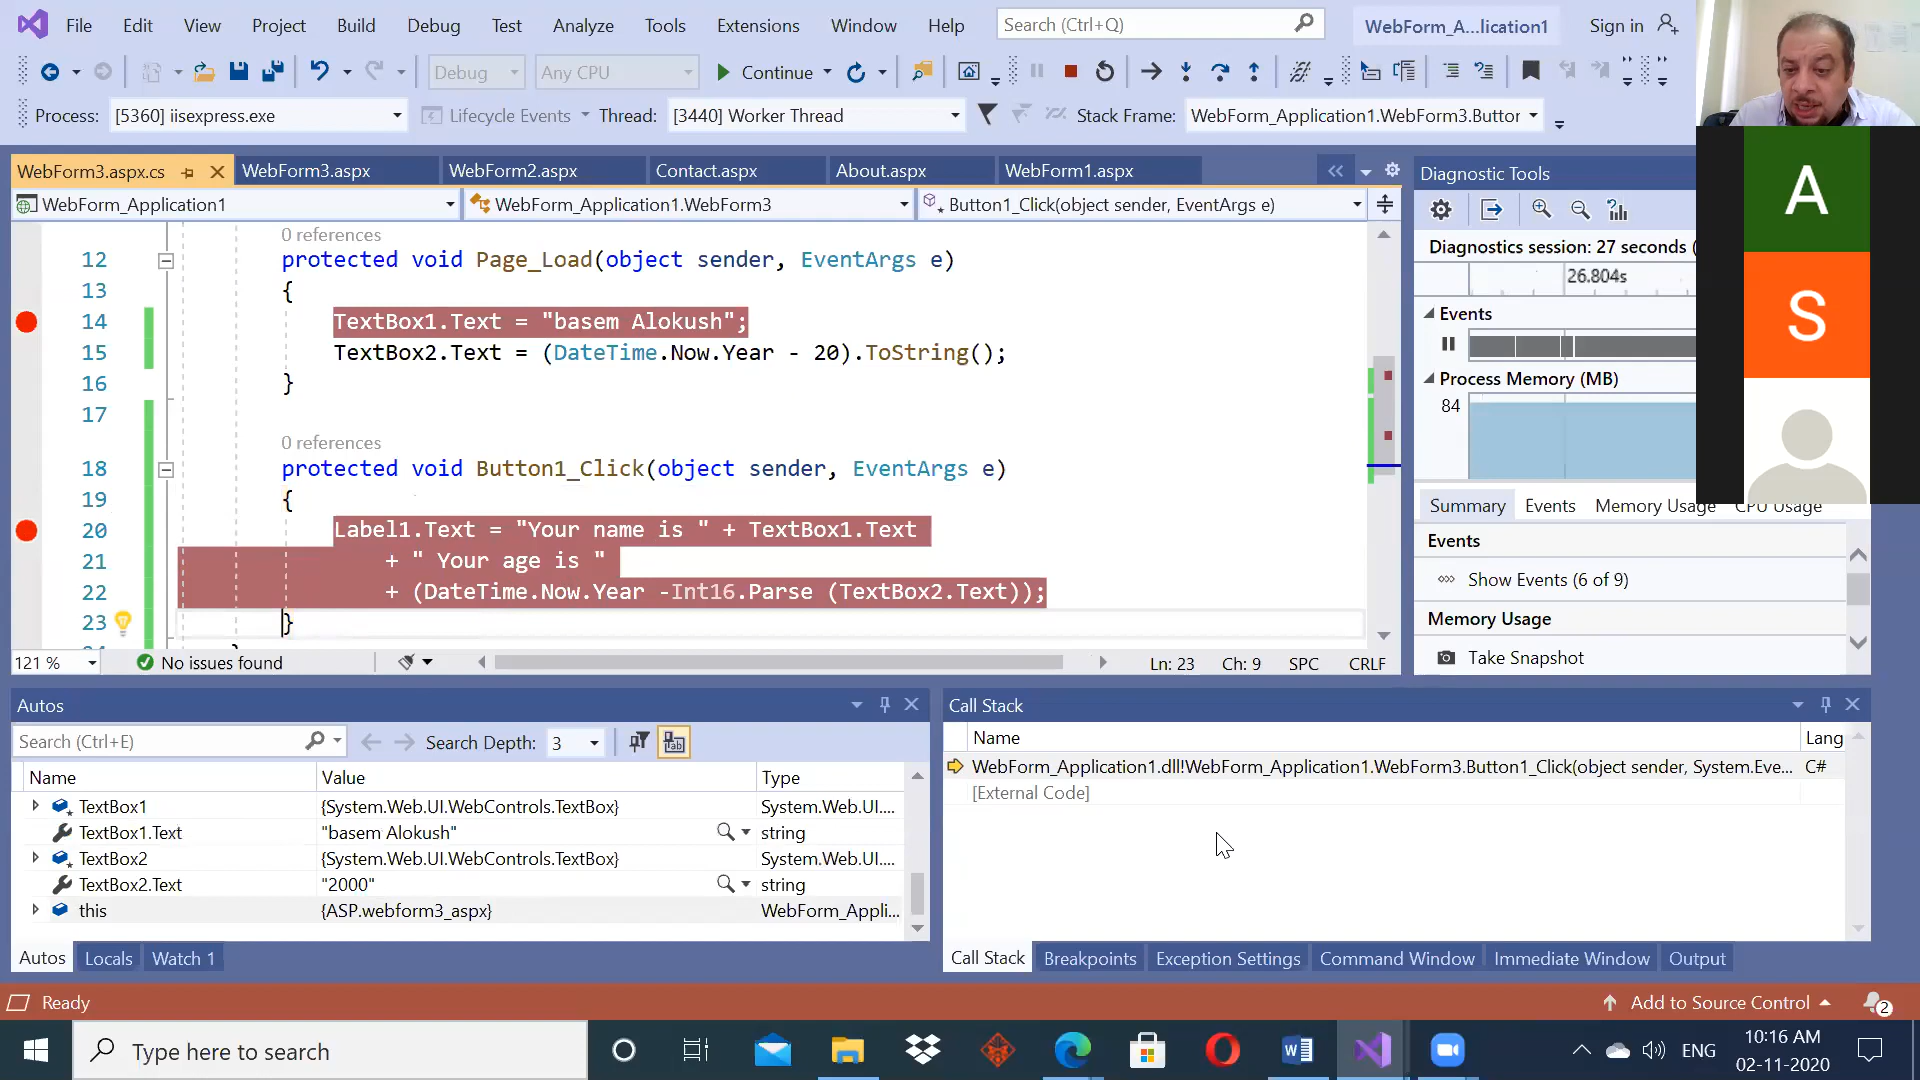 File Edit View Project Build Debug Test Analyze Tools Extensions Window Help Search (Ctrl+Q) WebForm_A...lication1 Sign in
Debug Any CPU Continue
Process: [5360] iisexpress.exe Lifecycle Events Thread: [3440] Worker Thread Stack Frame: WebForm_Application1.WebForm3.Buttor
WebForm3.aspx.cs WebForm3.aspx WebForm2.aspx Contact.aspx About.aspx WebForm1.aspx
WebForm_Application1 WebForm_Application1.WebForm3 Button1_Click(object sender, EventArgs e)
0 references
12 protected void Page_Load(object sender, EventArgs e)
13 {
14 TextBox1.Text = "basem Alokush";
15 TextBox2.Text = (DateTime.Now.Year - 20).ToString();
16 }
17
0 references
18 protected void Button1_Click(object sender, EventArgs e)
19 {
20 Label1.Text = "Your name is " + TextBox1.Text
21 + " Your age is "
22 + (DateTime.Now.Year -Int16.Parse (TextBox2.Text));
23 }
121 % No issues found Ln: 23 Ch: 9 SPC CRLF
Diagnostic Tools
Diagnostics session: 27 seconds (
26.804s
Events
Process Memory (MB)
84
Summary Events Memory Usage CPU Usage
Events
Show Events (6 of 9)
Memory Usage
Take Snapshot
A
S
Autos
Search (Ctrl+E) Search Depth: 3
Name Value Type
TextBox1 {System.Web.UI.WebControls.TextBox} System.Web.UI....
TextBox1.Text "basem Alokush" string
TextBox2 {System.Web.UI.WebControls.TextBox} System.Web.UI....
TextBox2.Text "2000" string
this {ASP.webform3_aspx} WebForm_Appli...
Autos Locals Watch 1
Call Stack
Name Lang
WebForm_Application1.dll!WebForm_Application1.WebForm3.Button1_Click(object sender, System.Eve... C#
[External Code]
Call Stack Breakpoints Exception Settings Command Window Immediate Window Output
Ready Add to Source Control 2
Type here to search ENG 10:16 AM
02-11-2020